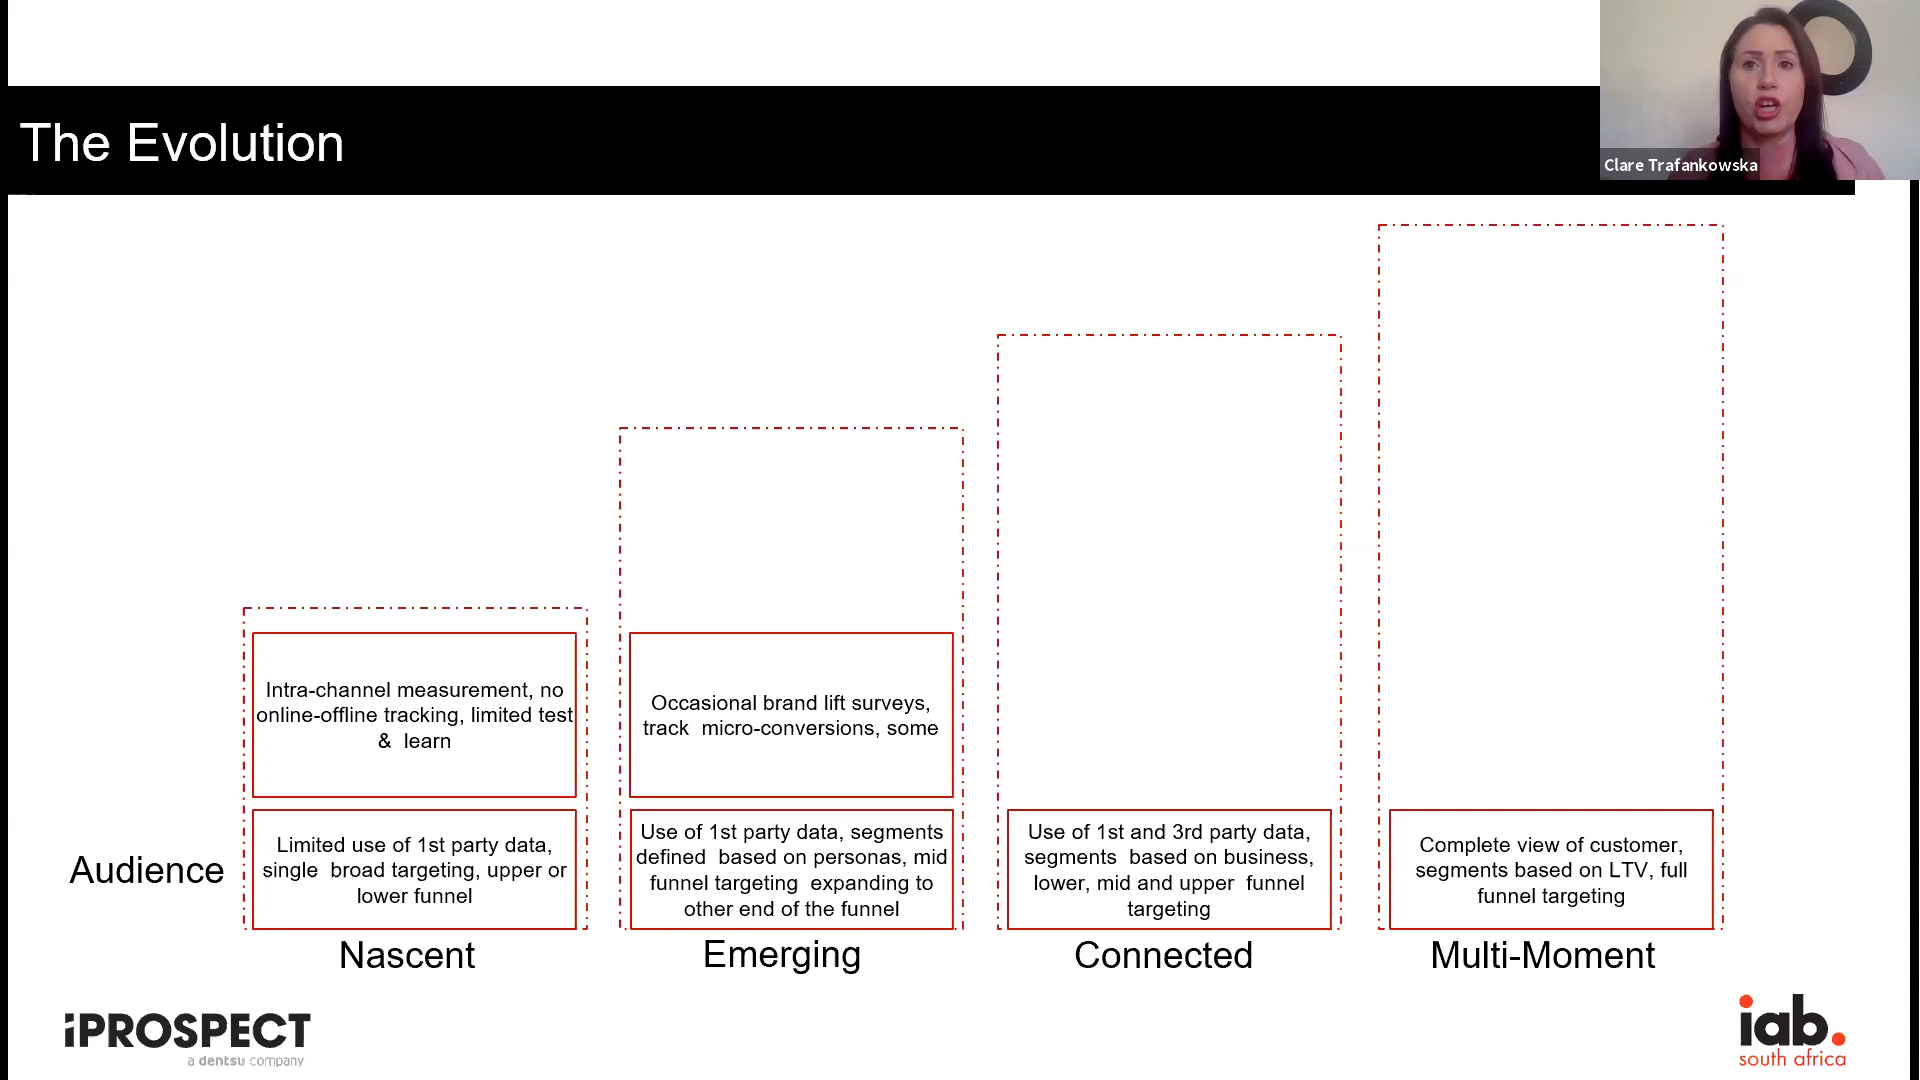 The Evolution
Clare Trafankowska
Intra-channel measurement, no
online-offline tracking, limited test
& learn
Occasional brand lift surveys,
track micro-conversions, some
Audience
Limited use of 1st party data,
single broad targeting, upper or
lower funnel
Use of 1st party data, segments
defined based on personas, mid
funnel targeting expanding to
other end of the funnel
Use of 1st and 3rd party data,
segments based on business,
lower, mid and upper funnel
targeting
Complete view of customer,
segments based on LTV, full
funnel targeting
Nascent
Emerging
Connected
Multi-Moment
iPROSPECT
a dentsu company
iab.
south africa